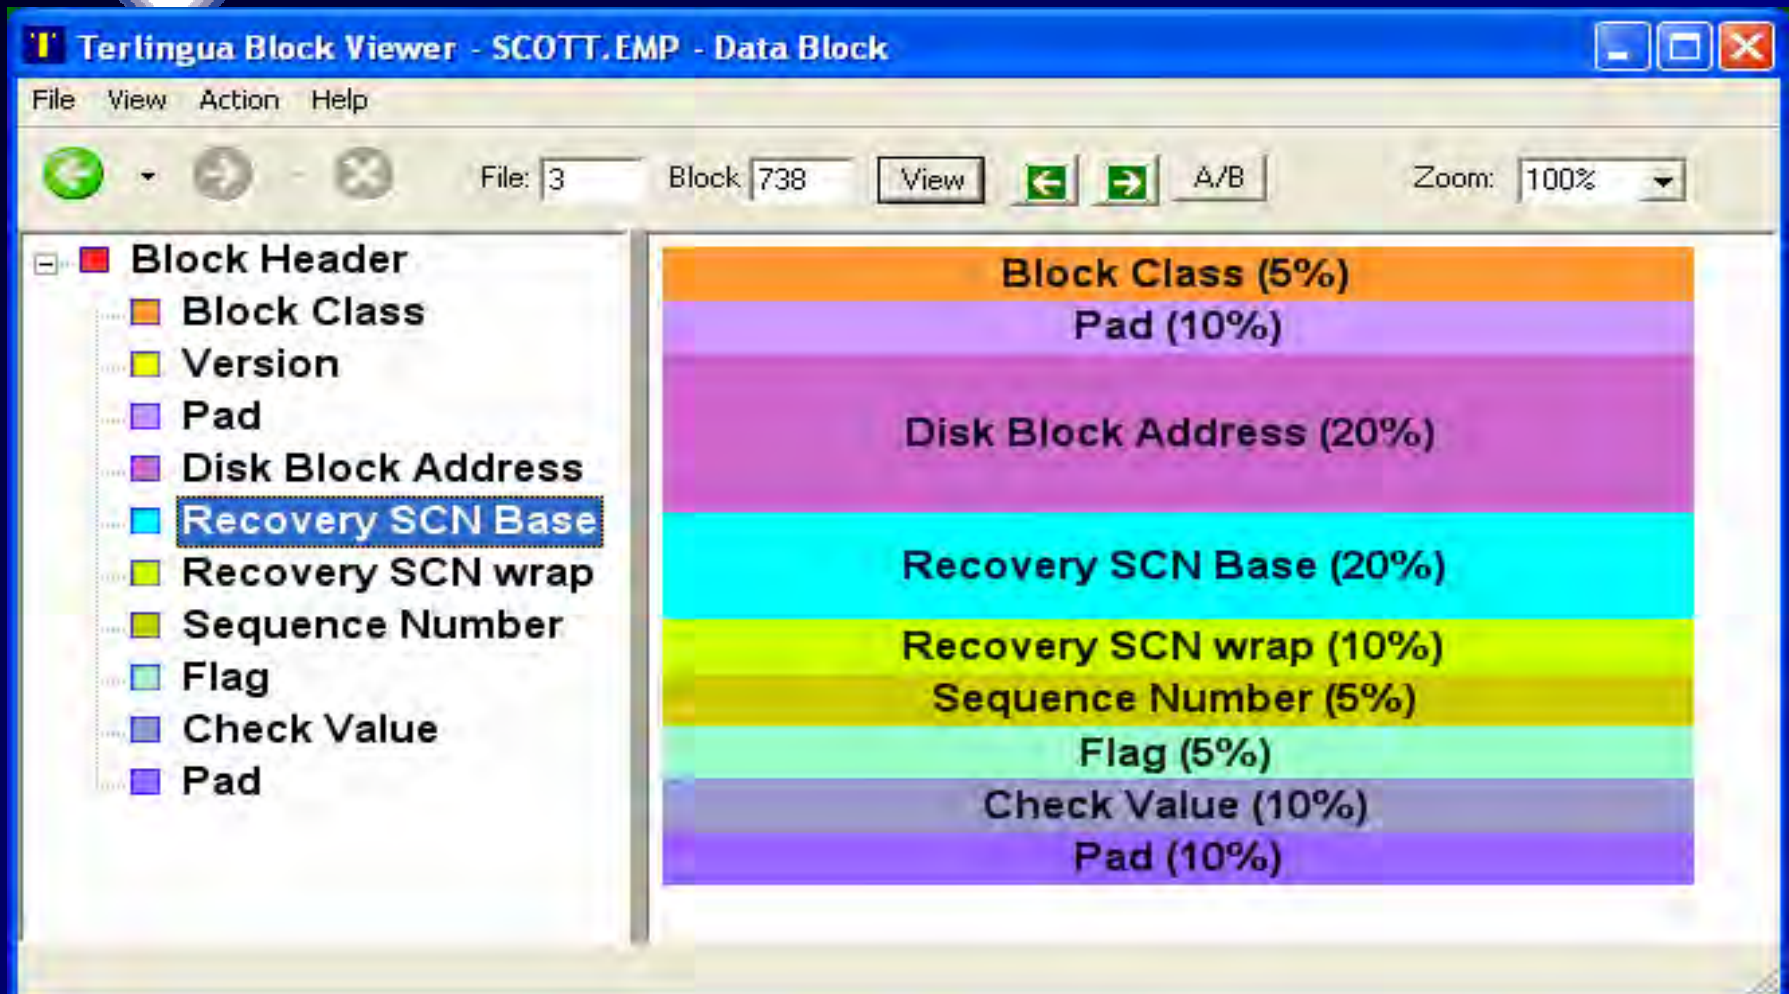 Terlingua Block Viewer - SCOTT.EMP - Data Block
File View Action Help
File: 3 Block 738 View A/B Zoom: 100%
Block Header
Block Class
Version
Pad
Disk Block Address
Recovery SCN Base
Recovery SCN wrap
Sequence Number
Flag
Check Value
Pad
Block Class (5%)
Pad (10%)
Disk Block Address (20%)
Recovery SCN Base (20%)
Recovery SCN wrap (10%)
Sequence Number (5%)
Flag (5%)
Check Value (10%)
Pad (10%)